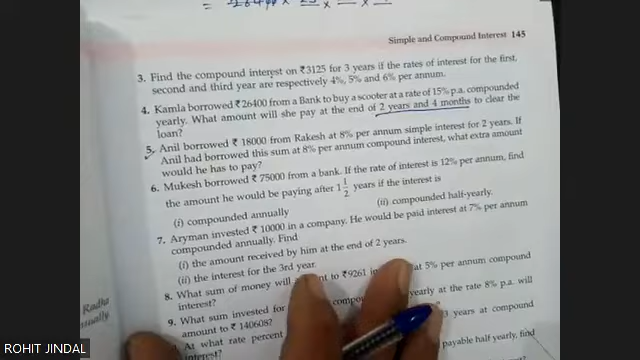 = 26400 × 23 ×
Simple and Compound Interest 145
3. Find the compound interest on ₹3125 for 3 years if the rates of interest for the first,
second and third year are respectively 4%, 5% and 6% per annum.
4. Kamla borrowed ₹26400 from a Bank to buy a scooter at a rate of 15% p.a. compounded
yearly. What amount will she pay at the end of 2 years and 4 months to clear the
loan?
5. Anil borrowed ₹ 18000 from Rakesh at 8% per annum simple interest for 2 years. If
Anil had borrowed this sum at 8% per annum compound interest, what extra amount
would he has to pay?
6. Mukesh borrowed ₹ 75000 from a bank. If the rate of interest is 12% per annum, find
the amount he would be paying after 1 1/2 years if the interest is
(i) compounded annually (ii) compounded half-yearly.
7. Aryman invested ₹ 10000 in a company. He would be paid interest at 7% per annum
compounded annually. Find
(i) the amount received by him at the end of 2 years.
(ii) the interest for the 3rd year.
8. What sum of money will nt to ₹9261 in at 5% per annum compound
interest?
9. What sum invested for compo yearly at the rate 8% p.a. will
amount to ₹ 140608?
At what rate percent 3 years at compound
interest? payable half yearly, find
Radha
nually.
ROHIT JINDAL